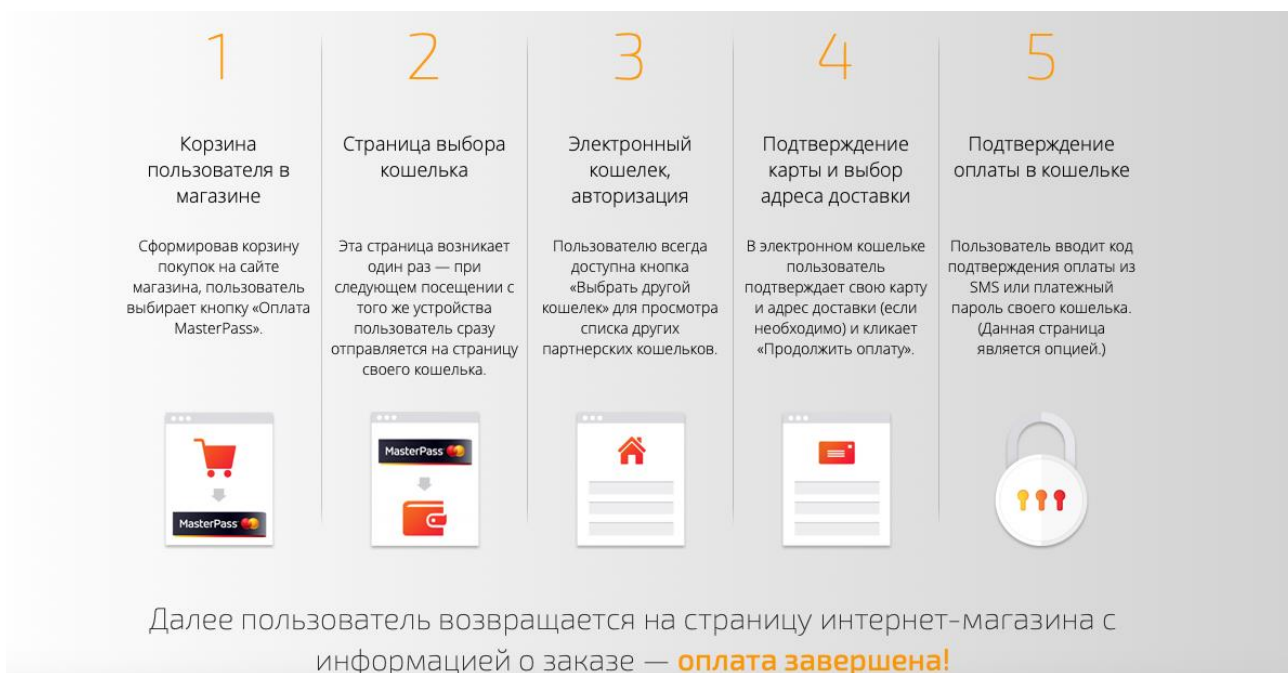 1
Корзина
пользователя в
магазине
Сформировав корзину
покупок на сайте
магазина, пользователь
выбирает кнопку «Оплата
MasterPass».
MasterPass
2
Страница выбора
кошелька
Эта страница возникает
один раз — при
следующем посещении с
того же устройства
пользователь сразу
отправляется на страницу
своего кошелька.
MasterPass
3
Электронный
кошелек,
авторизация
Пользователю всегда
доступна кнопка
«Выбрать другой
кошелек» для просмотра
списка других
партнерских кошельков.
4
Подтверждение
карты и выбор
адреса доставки
В электронном кошельке
пользователь
подтверждает свою карту
и адрес доставки (если
необходимо) и кликает
«Продолжить оплату».
5
Подтверждение
оплаты в кошельке
Пользователь вводит код
подтверждения оплаты из
SMS или платежный
пароль своего кошелька.
(Данная страница
является опцией.)
Далее пользователь возвращается на страницу интернет-магазина с
информацией о заказе — оплата завершена!